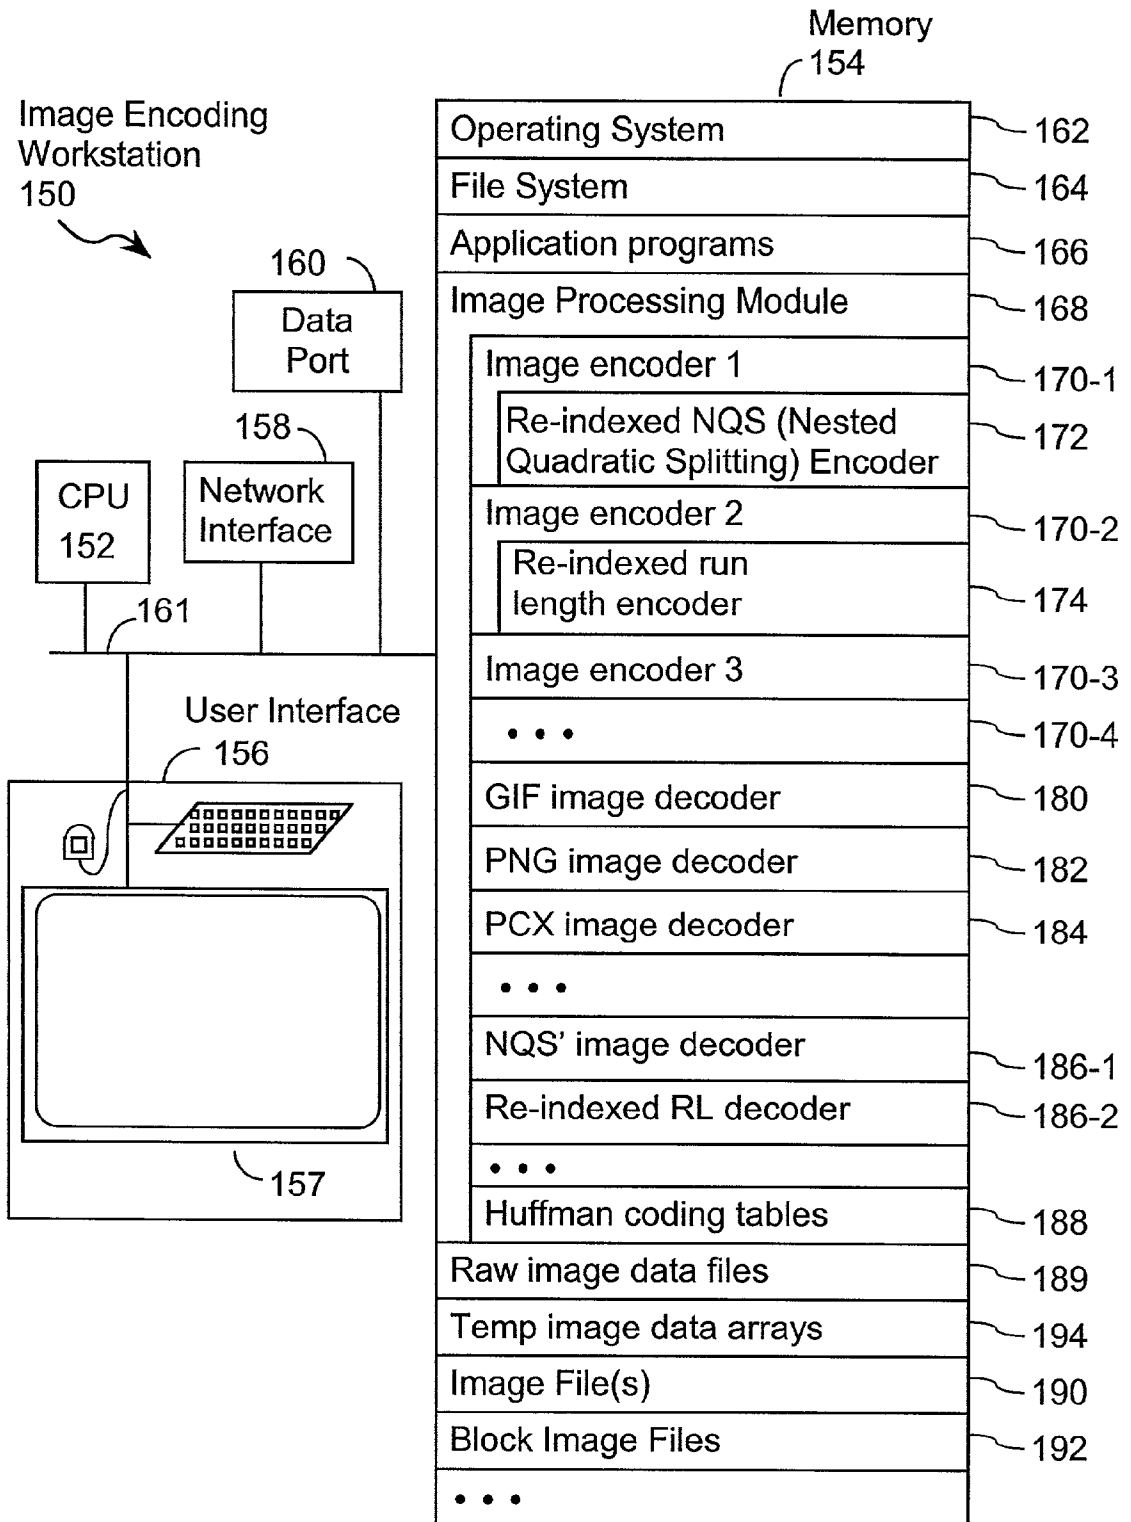 Memory
154
Image Encoding
Workstation
150
Operating System
162
File System
164
Application programs
166
160
Data
Port
Image Processing Module
168
Image encoder 1
170-1
Re-indexed NQS (Nested
Quadratic Splitting) Encoder
172
158
Network
Interface
CPU
152
Image encoder 2
170-2
Re-indexed run
length encoder
174
161
Image encoder 3
170-3
• • •
170-4
User Interface
156
GIF image decoder
180
PNG image decoder
182
PCX image decoder
184
• • •
NQS’ image decoder
186-1
Re-indexed RL decoder
186-2
• • •
157
Huffman coding tables
188
Raw image data files
189
Temp image data arrays
194
Image File(s)
190
Block Image Files
192
• • •